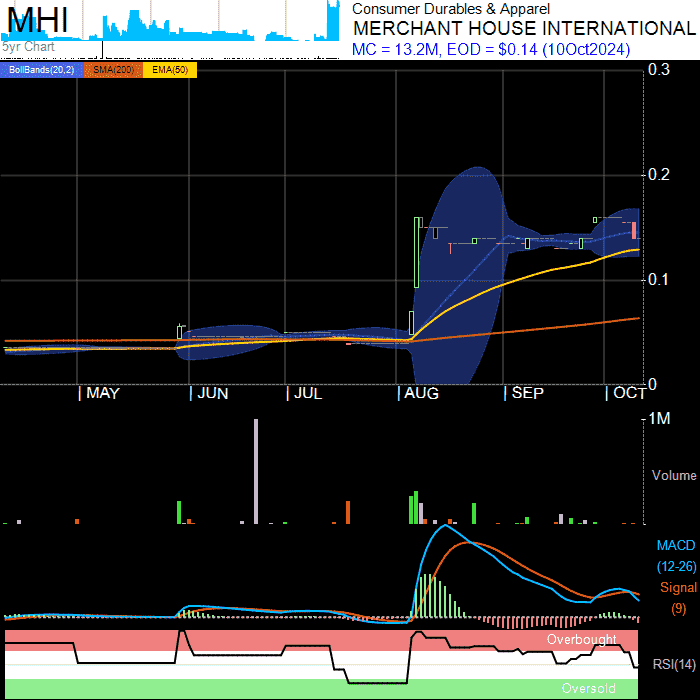 MHI
5yr Chart
Consumer Durables & Apparel
MERCHANT HOUSE INTERNATIONAL
MC = 13.2M, EOD = $0.14 (10Oct2024)
BollBands(20,2) SMA(200) EMA(50)
0.3
0.2
0.1
0
| MAY | JUN | JUL | AUG | SEP | OCT
1M
Volume
MACD
(12-26)
Signal
(9)
Overbought
RSI(14)
Oversold